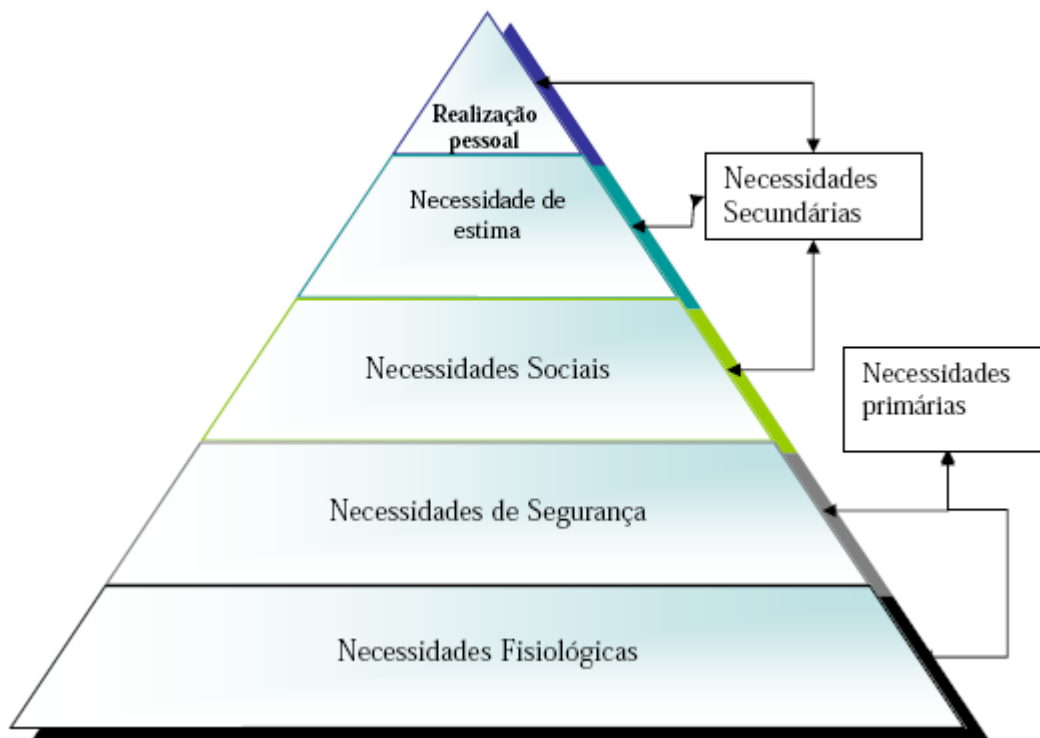 Realização
pessoal
Necessidades
Secundárias
Necessidade de
estima
Necessidades Sociais
Necessidades
primárias
Necessidades de Segurança
Necessidades Fisiológicas